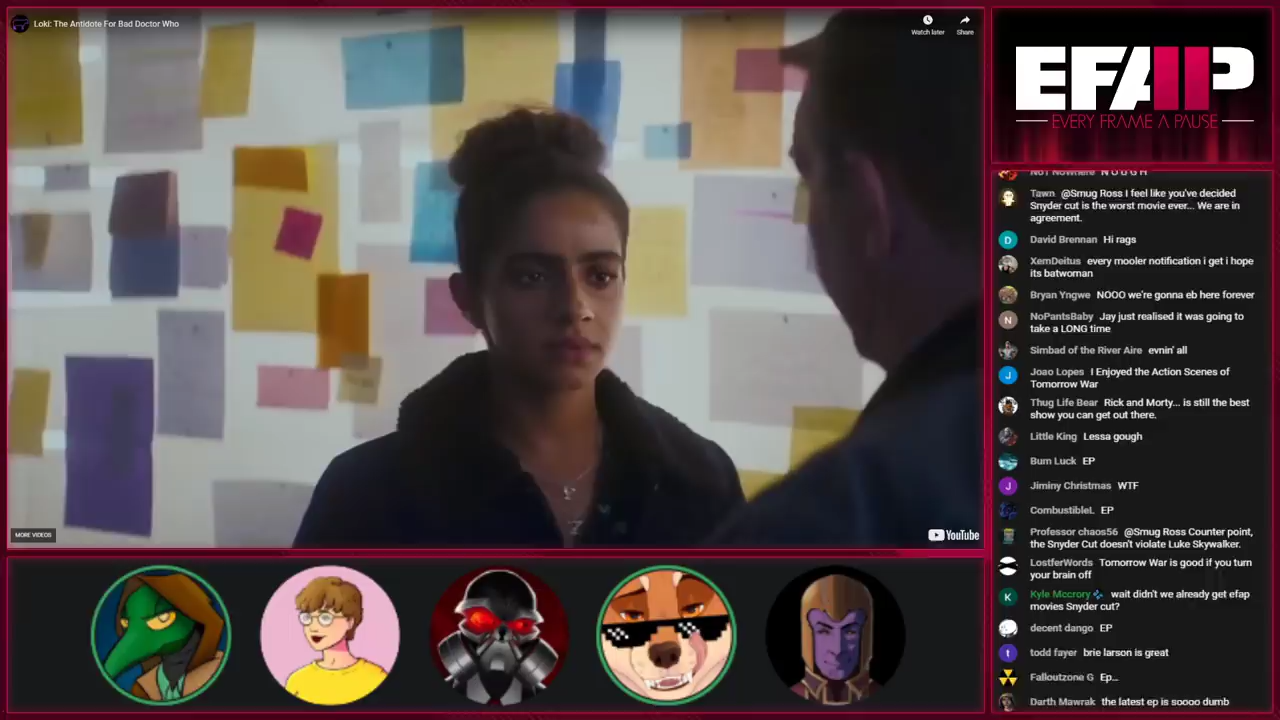 Loki: The Antidote For Bad Doctor Who
Watch later
Share
MORE VIDEOS
YouTube
EFAP
EVERY FRAME A PAUSE
Not Nowhere N O U G H
Tawn @Smug Ross I feel like you've decided
Snyder cut is the worst movie ever... We are in
agreement.
D
David Brennan Hi rags
XemDeitus every mooler notification i get i hope
its batwoman
Bryan Yngwe NOOO we're gonna eb here forever
N
NoPantsBaby Jay just realised it was going to
take a LONG time
Simbad of the River Aire evnin' all
J
Joao Lopes I Enjoyed the Action Scenes of
Tomorrow War
Thug Life Bear Rick and Morty... is still the best
show you can get out there.
Little King Lessa gough
Bum Luck EP
J
Jiminy Christmas WTF
CombustibleL EP
Professor chaos56 @Smug Ross Counter point,
the Snyder Cut doesn't violate Luke Skywalker.
LostferWords Tomorrow War is good if you turn
your brain off
K
Kyle Mccrory wait didn't we already get efap
movies Snyder cut?
decent dango EP
t
todd fayer brie larson is great
Falloutzone G Ep...
Darth Mawrak the latest ep is soooo dumb